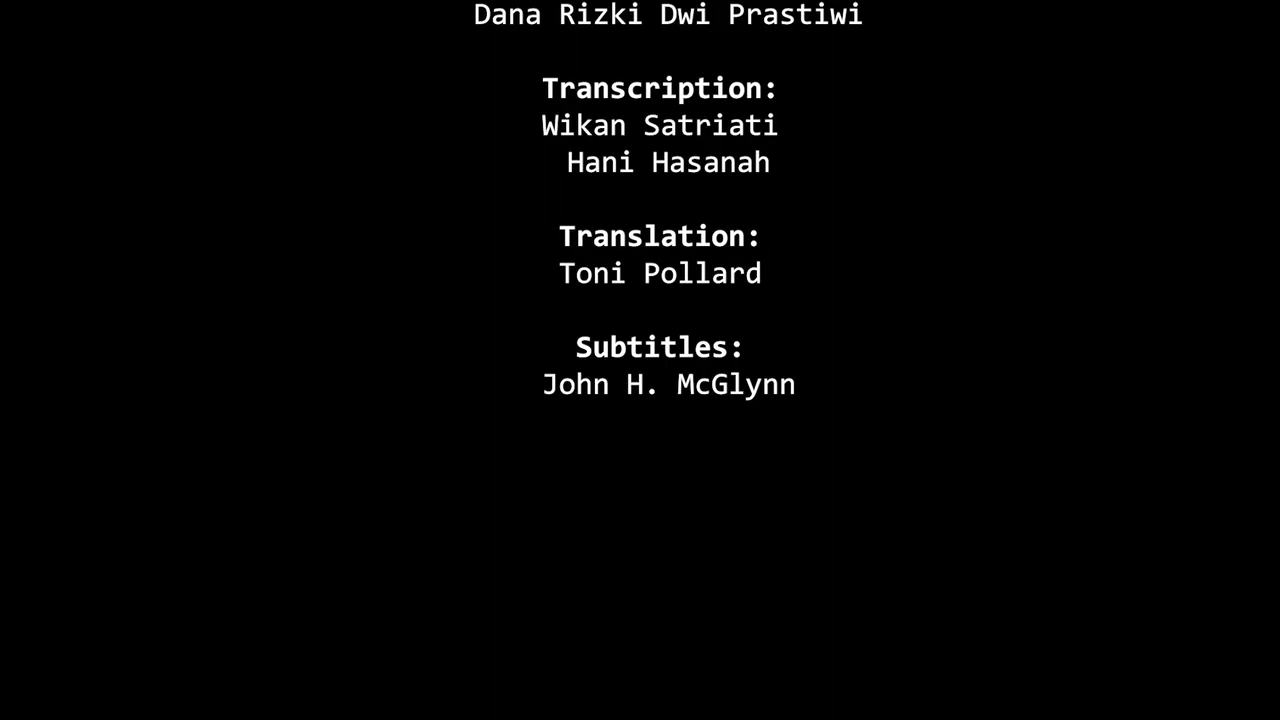 Dana Rizki Dwi Prastiwi
Transcription:
Wikan Satriati
Hani Hasanah
Translation:
Toni Pollard
Subtitles:
John H. McGlynn